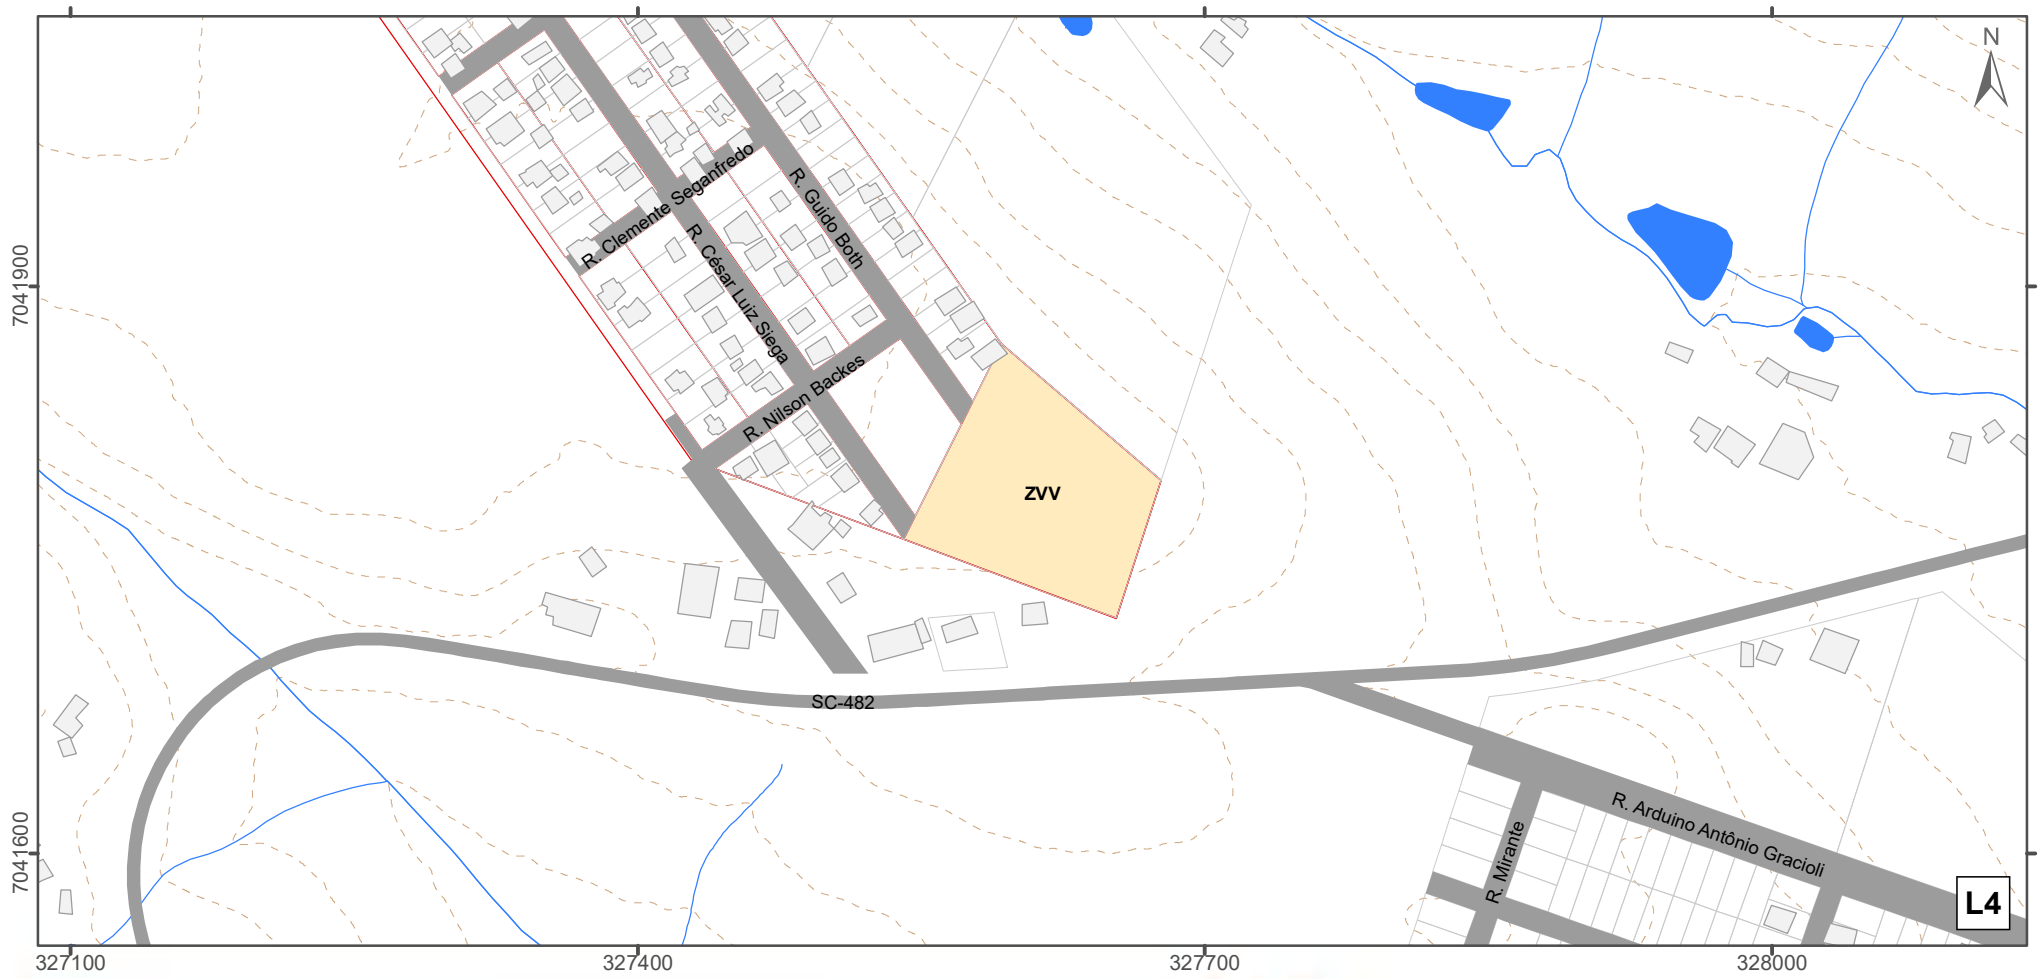 N
R. Clemente Seganfredo
R. Guido Both
R. César Luiz Siega
7041900
R. Nilson Backes
ZVV
SC-482
R. Arduino Antônio Gracioli
R. Mirante
7041600
L4
327100
327400
327700
328000